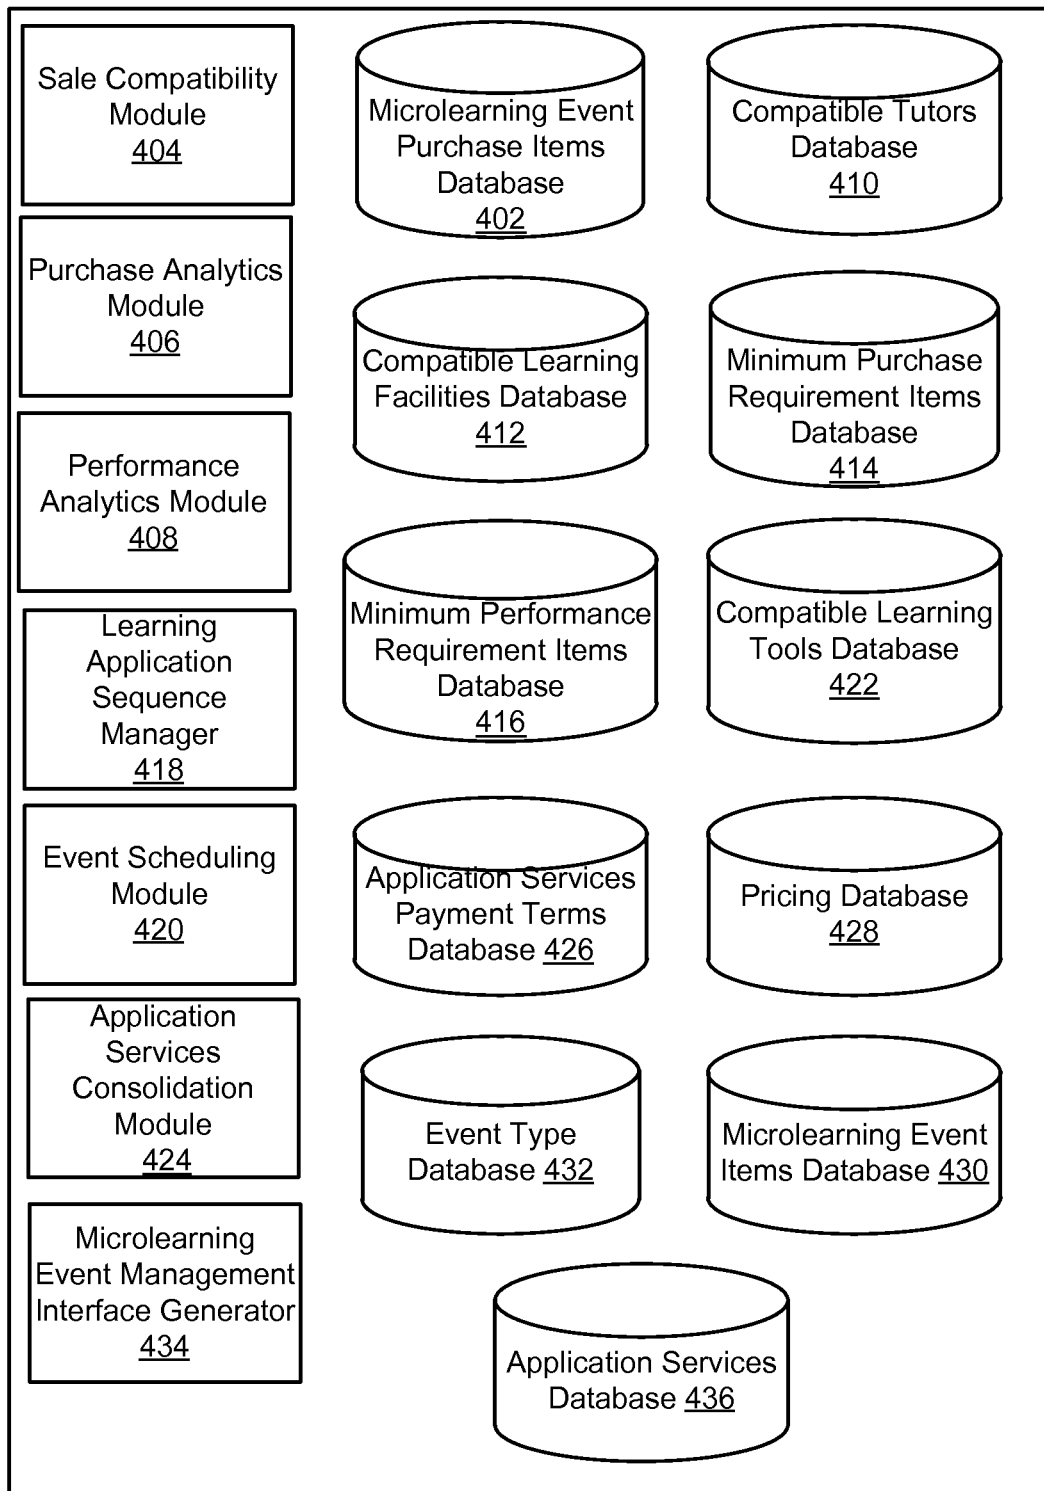 Sale Compatibility
Module
404
Purchase Analytics
Module
406
Performance
Analytics Module
408
Learning
Application
Sequence
Manager
418
Event Scheduling
Module
420
Application
Services
Consolidation
Module
424
Microlearning
Event Management
Interface Generator
434
Microlearning Event
Purchase Items
Database
402
Compatible Tutors
Database
410
Compatible Learning
Facilities Database
412
Minimum Purchase
Requirement Items
Database
414
Minimum Performance
Requirement Items
Database
416
Compatible Learning
Tools Database
422
Application Services
Payment Terms
Database 426
Pricing Database
428
Event Type
Database 432
Microlearning Event
Items Database 430
Application Services
Database 436